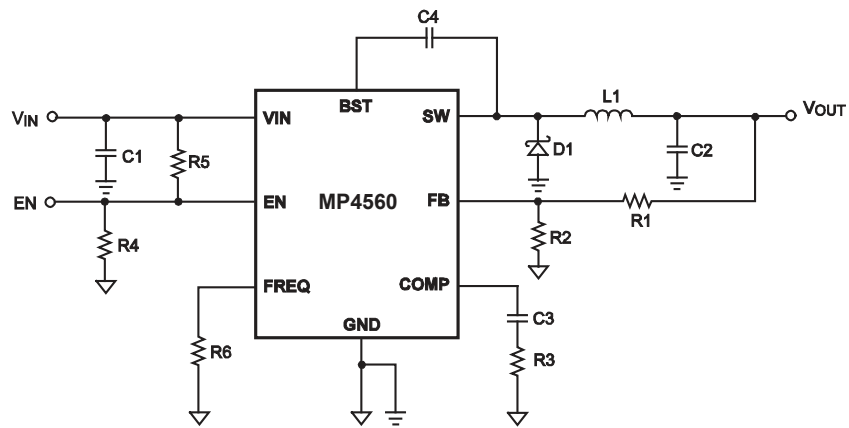 C4
BST
VIN
VIN
SW
L1
VOUT
C1
R5
D1
C2
EN
EN
MP4560
FB
R1
R4
R2
FREQ
COMP
GND
C3
R6
R3